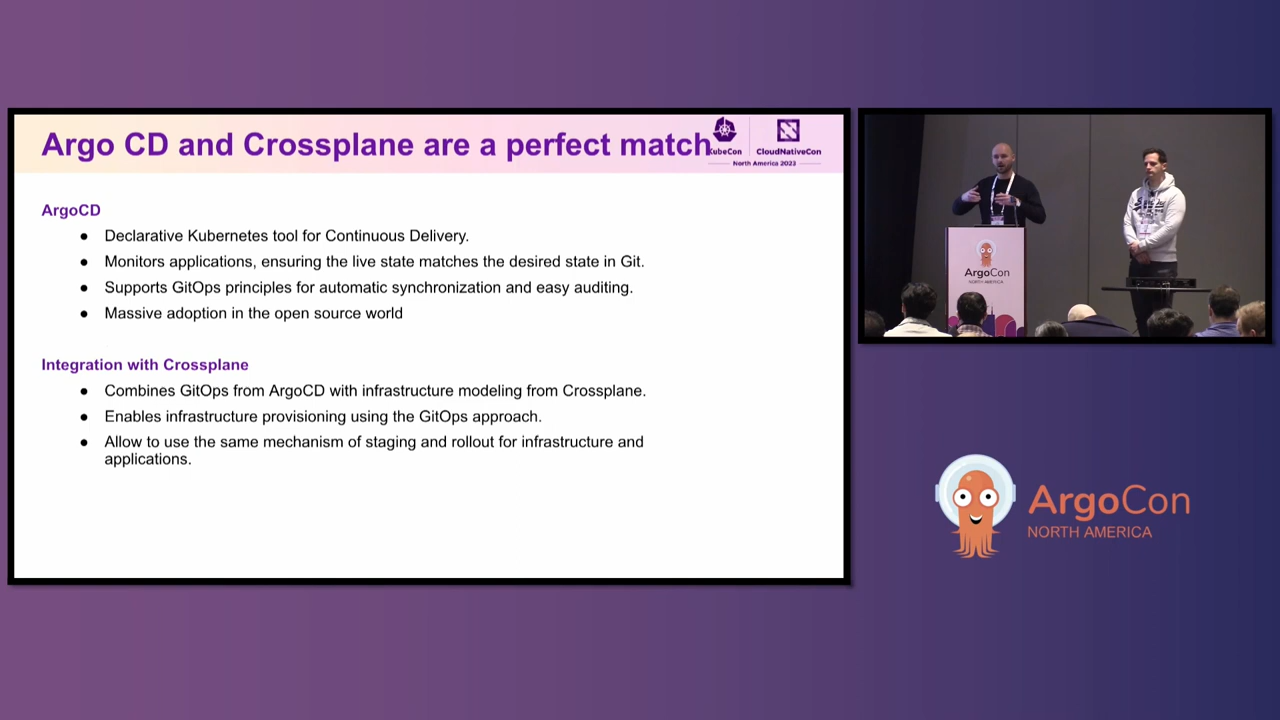 Argo CD and Crossplane are a perfect match
KubeCon
CloudNativeCon
North America 2023
ArgoCD
● Declarative Kubernetes tool for Continuous Delivery.
● Monitors applications, ensuring the live state matches the desired state in Git.
● Supports GitOps principles for automatic synchronization and easy auditing.
● Massive adoption in the open source world
Integration with Crossplane
● Combines GitOps from ArgoCD with infrastructure modeling from Crossplane.
● Enables infrastructure provisioning using the GitOps approach.
● Allow to use the same mechanism of staging and rollout for infrastructure and
applications.
ArgoCon
NORTH AMERICA
ArgoCon
NORTH AMERICA